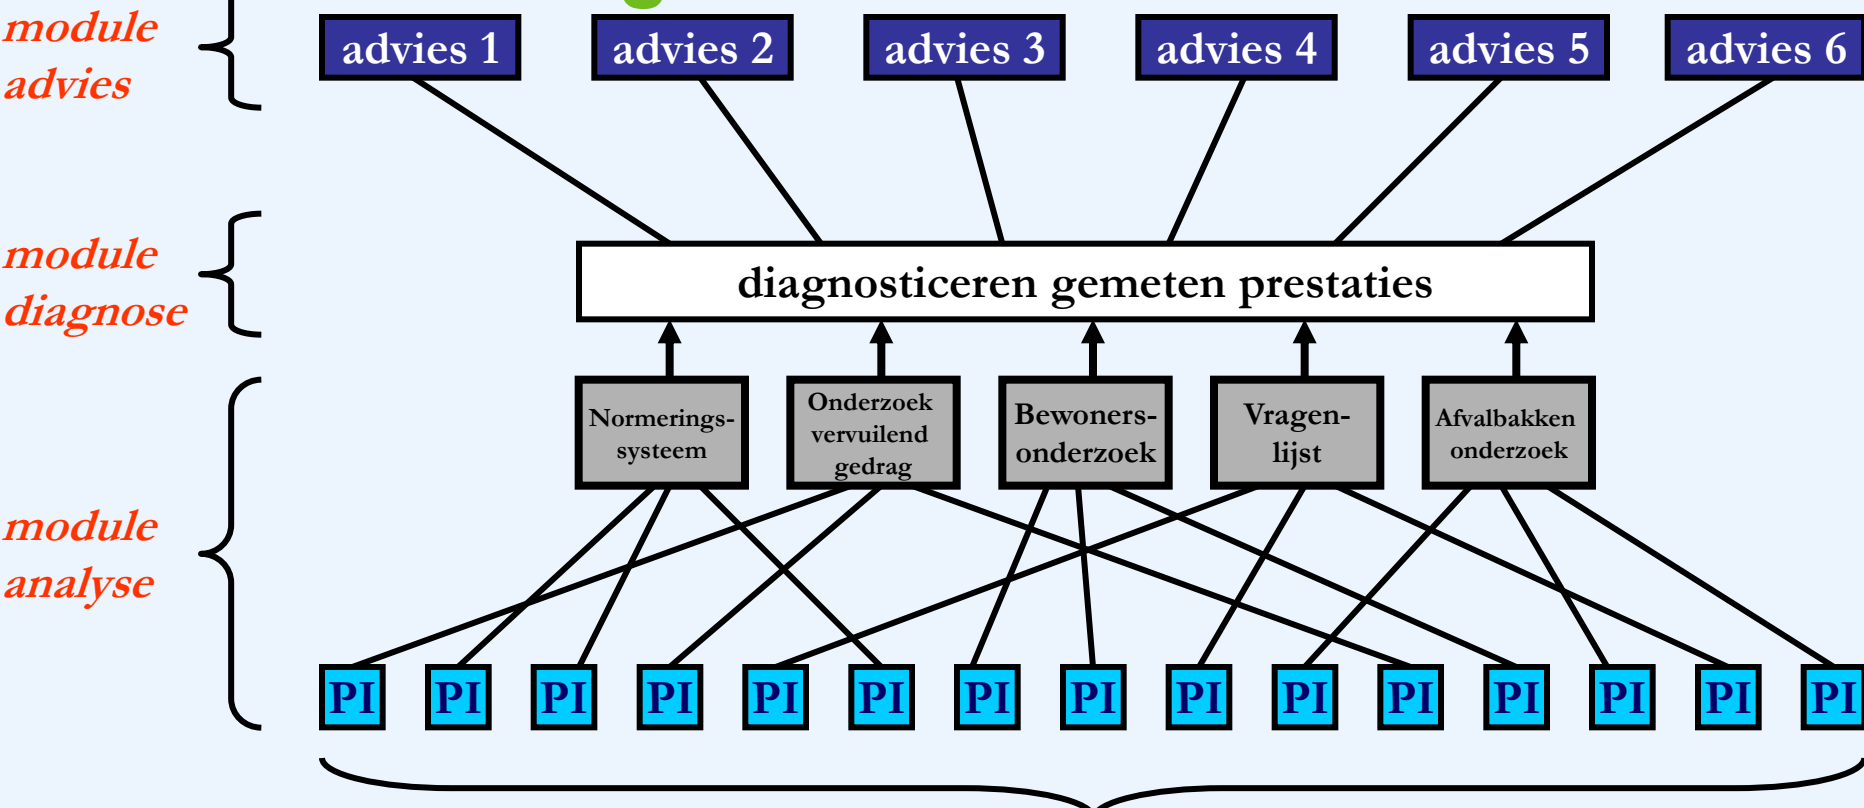 module
advies
advies 1 advies 2 advies 3 advies 4 advies 5 advies 6
module
diagnose
diagnosticeren gemeten prestaties
module
analyse
Normerings-
systeem
Onderzoek
vervuilend
gedrag
Bewoners-
onderzoek
Vragen-
lijst
Afvalbakken
onderzoek
PI PI PI PI PI PI PI PI PI PI PI PI PI PI PI